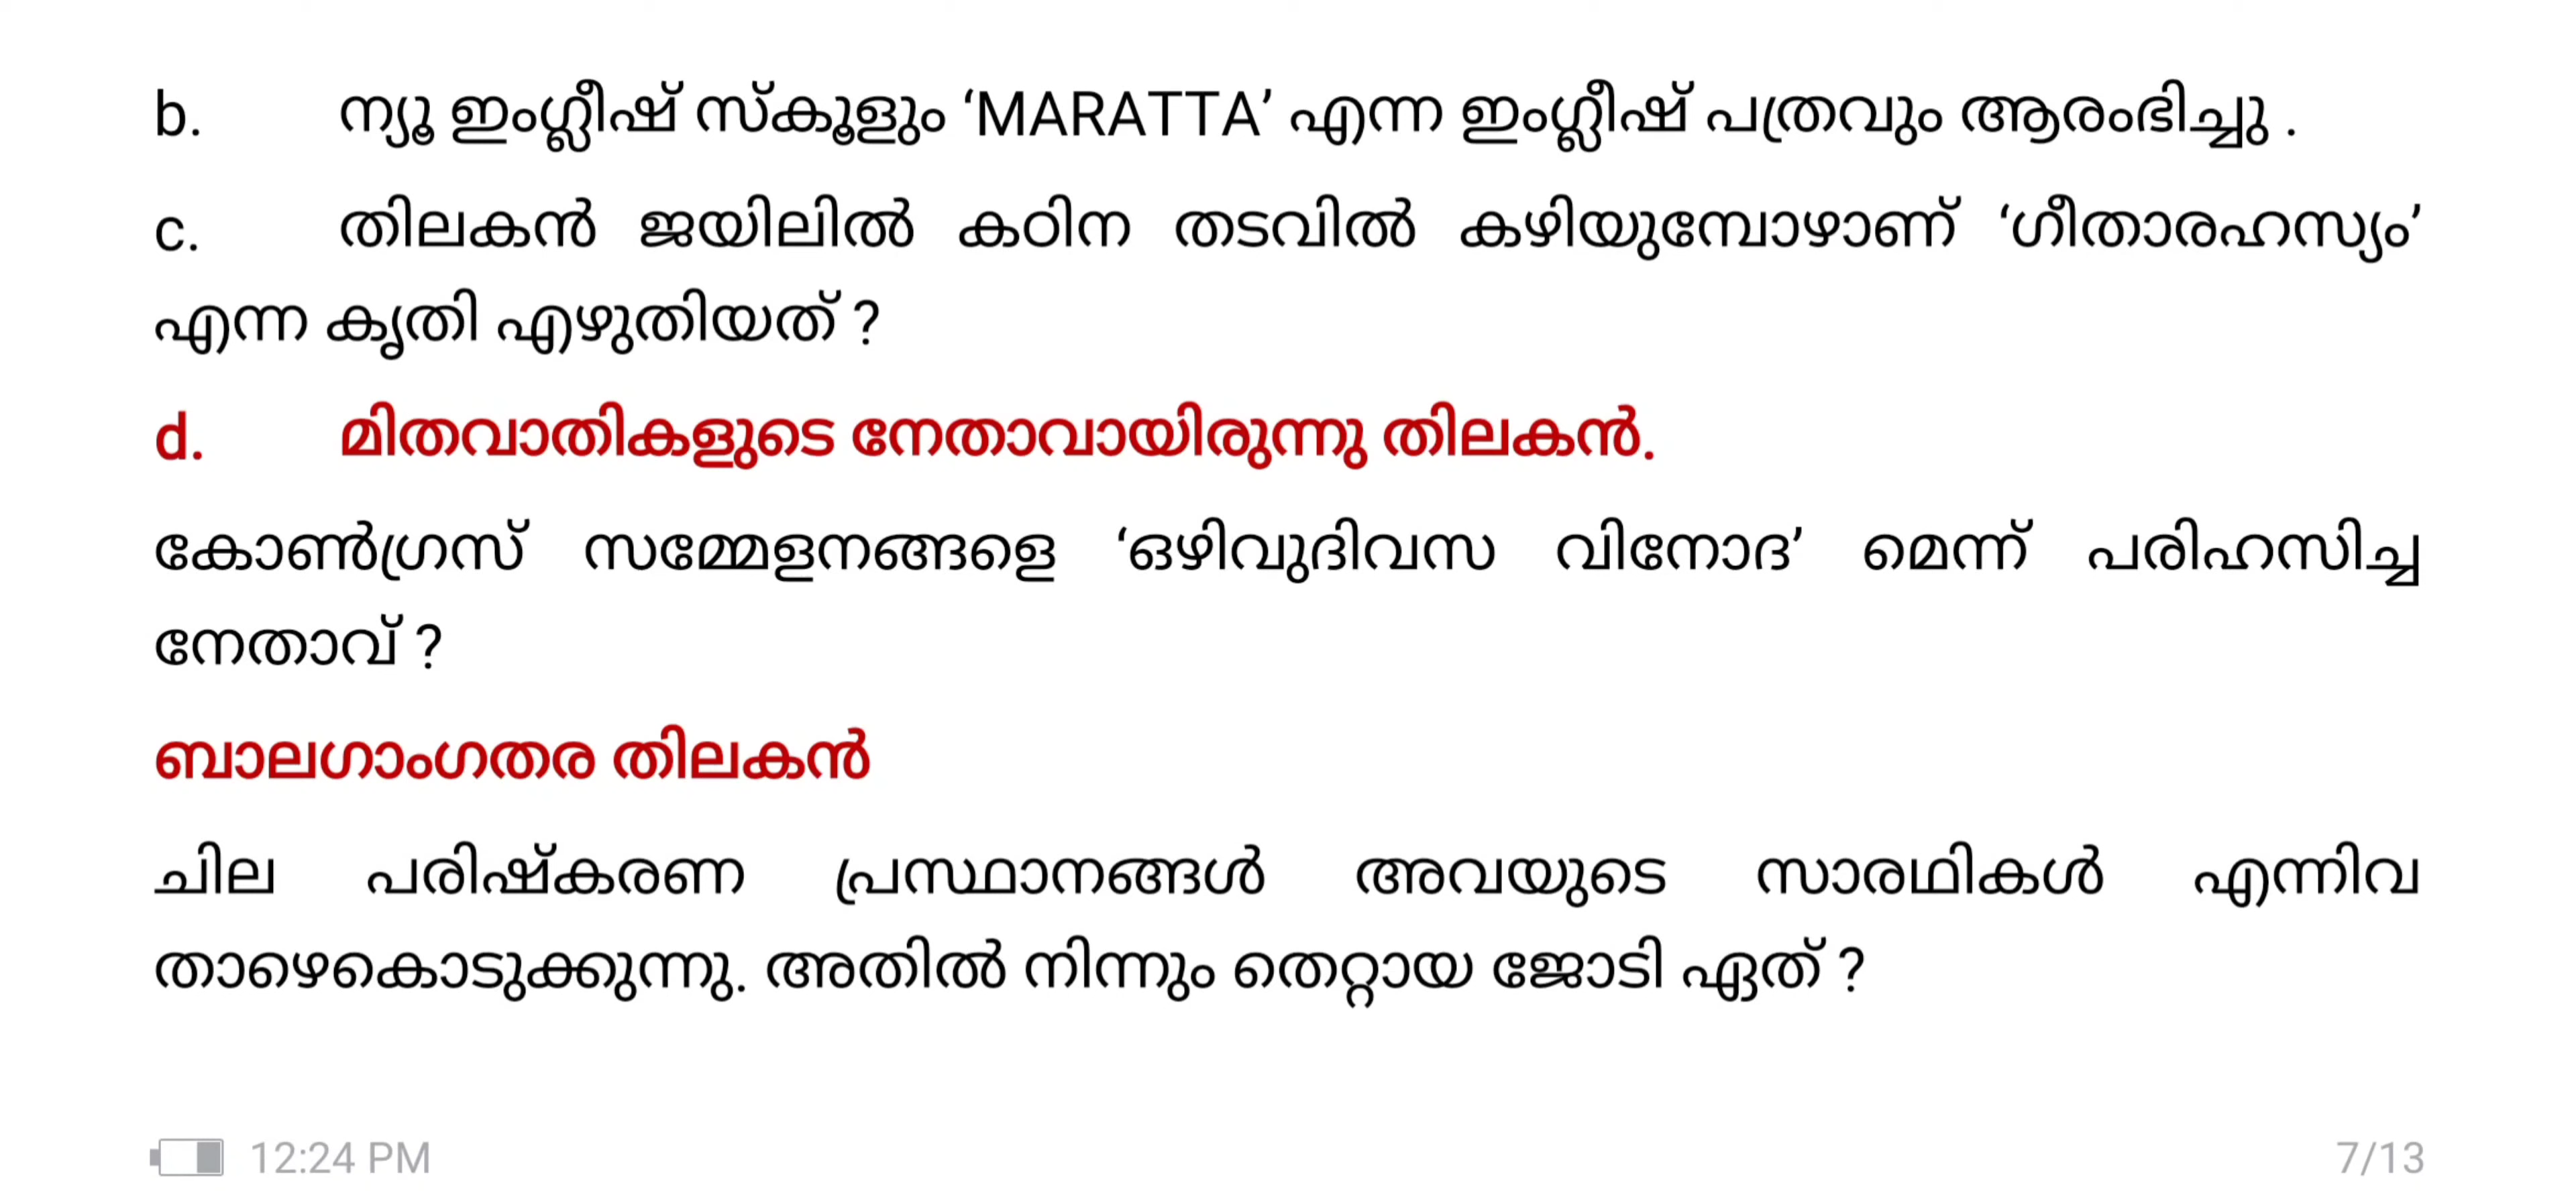 b. ന്യൂ ഇംഗ്ലീഷ് സ്കൂളും ‘MARATTA’ എന്ന ഇംഗ്ലീഷ് പത്രവും ആരംഭിച്ചു .
c. തിലകൻ ജയിലിൽ കഠിന തടവിൽ കഴിയുമ്പോഴാണ് ‘ഗീതാരഹസ്യം’
എന്ന കൃതി എഴുതിയത് ?
d. മിതവാതികളുടെ നേതാവായിരുന്നു തിലകൻ.
കോൺഗ്രസ് സമ്മേളനങ്ങളെ ‘ഒഴിവുദിവസ വിനോദ’ മെന്ന് പരിഹസിച്ച
നേതാവ് ?
ബാലഗാംഗതര തിലകൻ
ചില പരിഷ്കരണ പ്രസ്ഥാനങ്ങൾ അവയുടെ സാരഥികൾ എന്നിവ
താഴെകൊടുക്കുന്നു. അതിൽ നിന്നും തെറ്റായ ജോടി ഏത് ?
12:24 PM 7/13